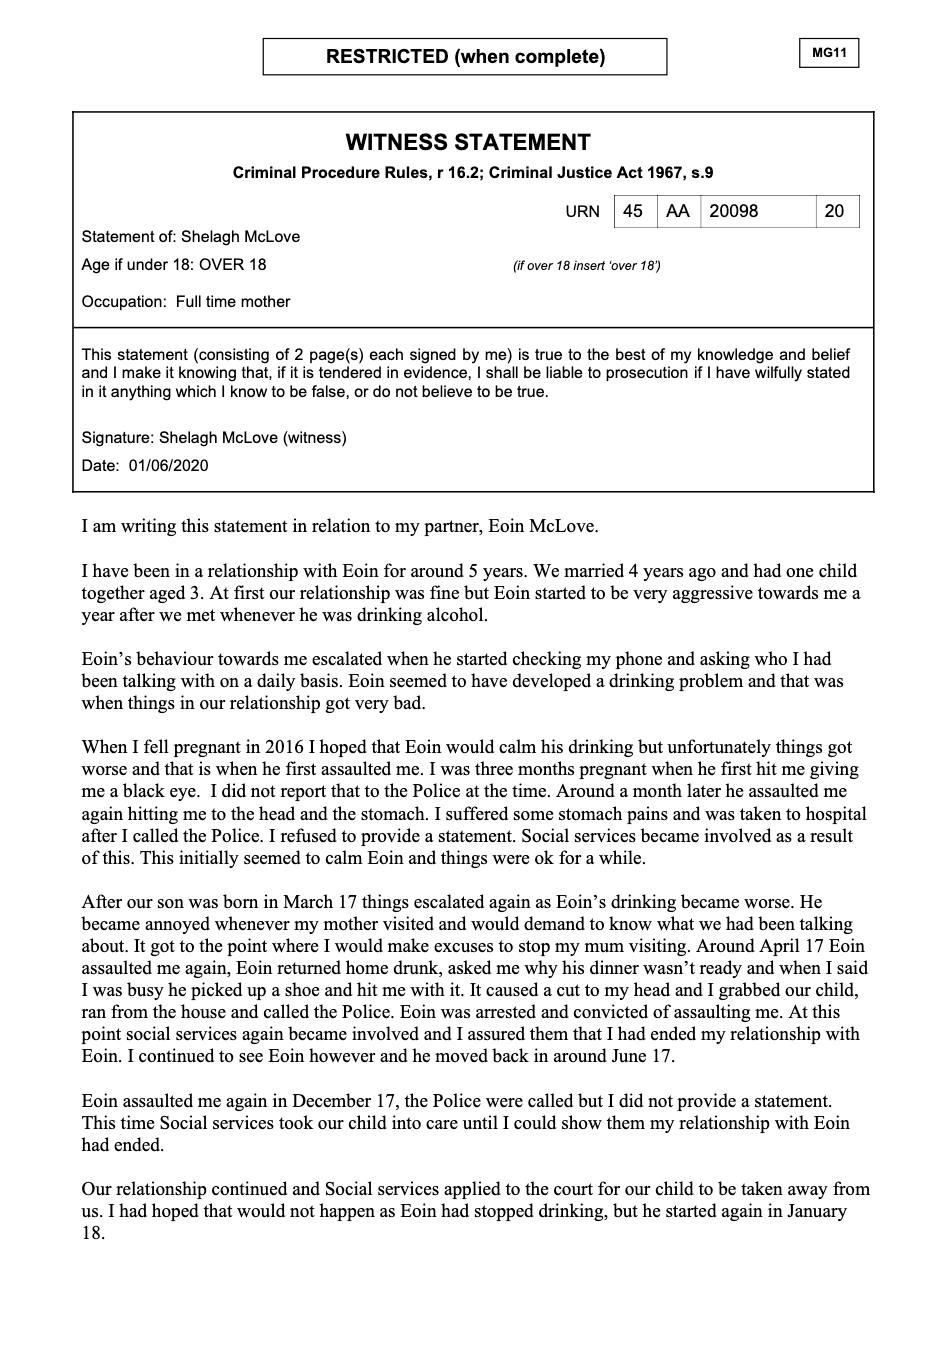 RESTRICTED (when complete)
MG11
WITNESS STATEMENT
Criminal Procedure Rules, r 16.2; Criminal Justice Act 1967, s.9
URN 45 AA 20098 20
Statement of: Shelagh McLove
Age if under 18: OVER 18 (if over 18 insert ‘over 18’)
Occupation: Full time mother
This statement (consisting of 2 page(s) each signed by me) is true to the best of my knowledge and belief
and I make it knowing that, if it is tendered in evidence, I shall be liable to prosecution if I have wilfully stated
in it anything which I know to be false, or do not believe to be true.
Signature: Shelagh McLove (witness)
Date: 01/06/2020
I am writing this statement in relation to my partner, Eoin McLove.
I have been in a relationship with Eoin for around 5 years. We married 4 years ago and had one child
together aged 3. At first our relationship was fine but Eoin started to be very aggressive towards me a
year after we met whenever he was drinking alcohol.
Eoin’s behaviour towards me escalated when he started checking my phone and asking who I had
been talking with on a daily basis. Eoin seemed to have developed a drinking problem and that was
when things in our relationship got very bad.
When I fell pregnant in 2016 I hoped that Eoin would calm his drinking but unfortunately things got
worse and that is when he first assaulted me. I was three months pregnant when he first hit me giving
me a black eye. I did not report that to the Police at the time. Around a month later he assaulted me
again hitting me to the head and the stomach. I suffered some stomach pains and was taken to hospital
after I called the Police. I refused to provide a statement. Social services became involved as a result
of this. This initially seemed to calm Eoin and things were ok for a while.
After our son was born in March 17 things escalated again as Eoin’s drinking became worse. He
became annoyed whenever my mother visited and would demand to know what we had been talking
about. It got to the point where I would make excuses to stop my mum visiting. Around April 17 Eoin
assaulted me again, Eoin returned home drunk, asked me why his dinner wasn’t ready and when I said
I was busy he picked up a shoe and hit me with it. It caused a cut to my head and I grabbed our child,
ran from the house and called the Police. Eoin was arrested and convicted of assaulting me. At this
point social services again became involved and I assured them that I had ended my relationship with
Eoin. I continued to see Eoin however and he moved back in around June 17.
Eoin assaulted me again in December 17, the Police were called but I did not provide a statement.
This time Social services took our child into care until I could show them my relationship with Eoin
had ended.
Our relationship continued and Social services applied to the court for our child to be taken away from
us. I had hoped that would not happen as Eoin had stopped drinking, but he started again in January
18.